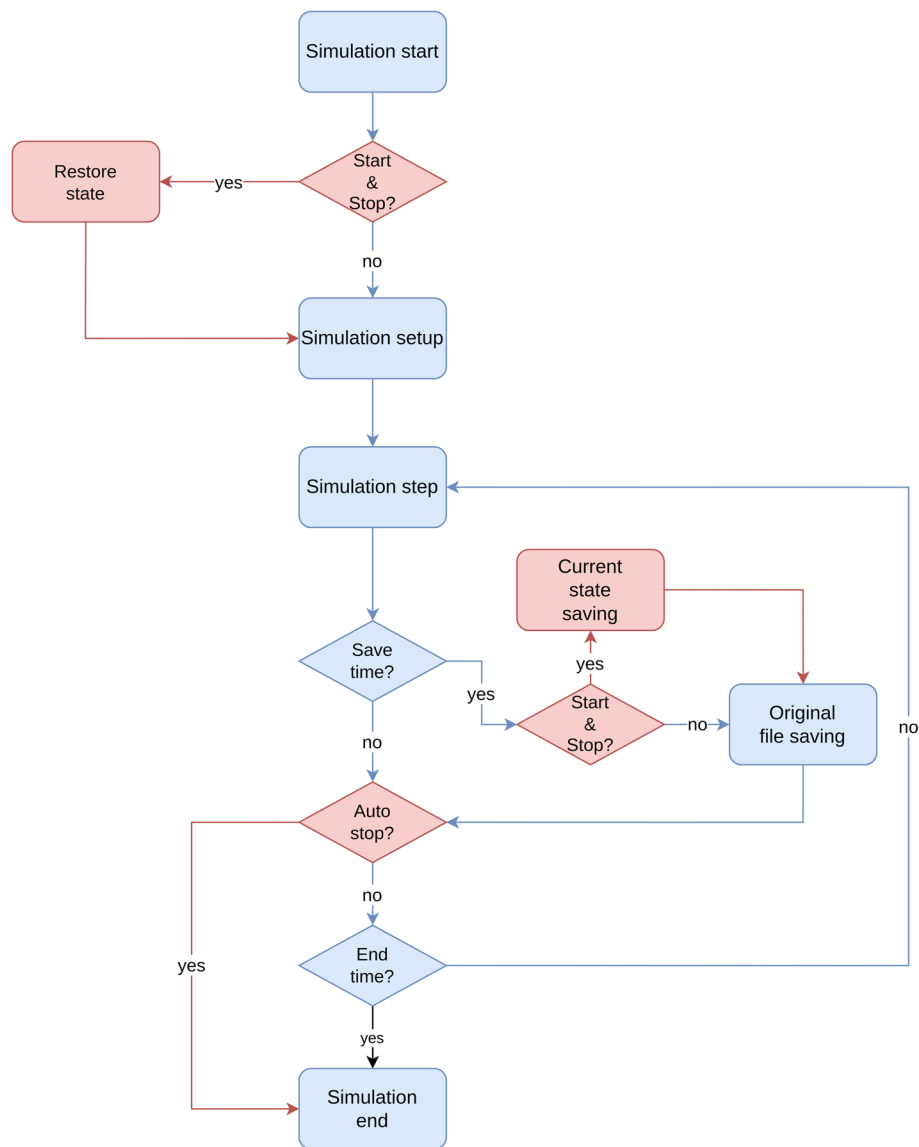 Simulation start
Start
&
Stop?
yes
Restore
state
no
Simulation setup
Simulation step
Current
state
saving
yes
Save
time?
yes
Start
&
Stop?
no
Original
file saving
no
no
Auto
stop?
no
yes
End
time?
yes
Simulation
end